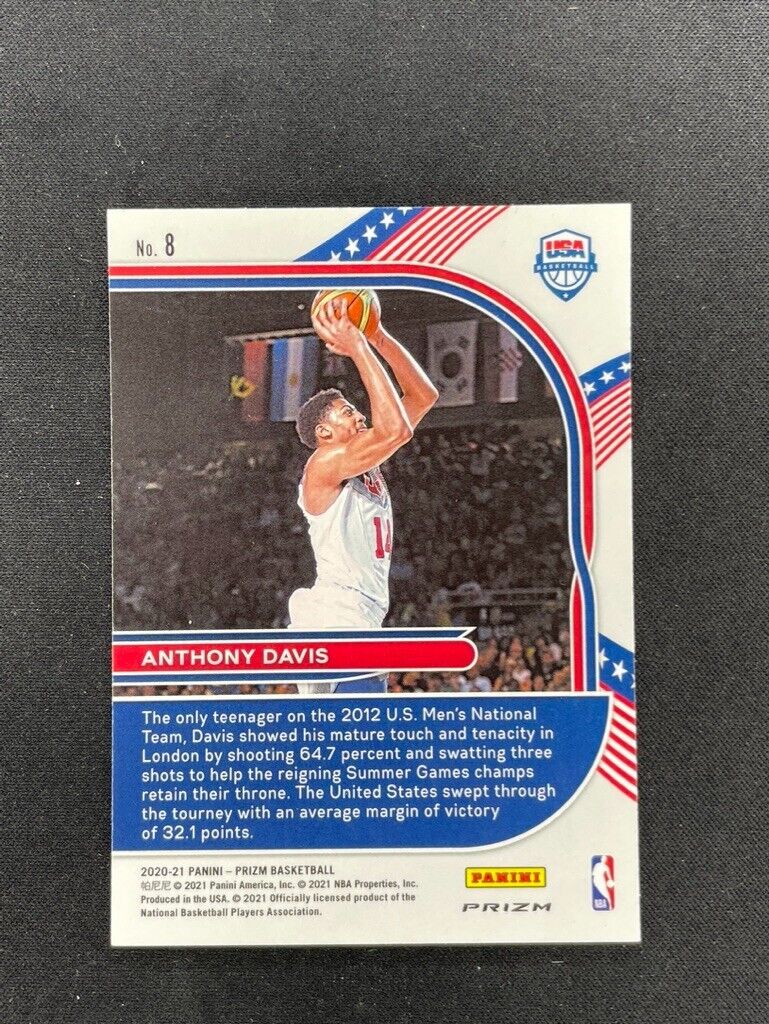 No. 8
USA
BASKETBALL
14
ANTHONY DAVIS
The only teenager on the 2012 U.S. Men's National
Team, Davis showed his mature touch and tenacity in
London by shooting 64.7 percent and swatting three
shots to help the reigning Summer Games champs
retain their throne. The United States swept through
the tourney with an average margin of victory
of 32.1 points.
2020-21 PANINI – PRIZM BASKETBALL
帕尼尼 © 2021 Panini America, Inc. © 2021 NBA Properties, Inc.
Produced in the USA. © 2021 Officially licensed product of the
National Basketball Players Association.
PANINI
PRIZM
NBA